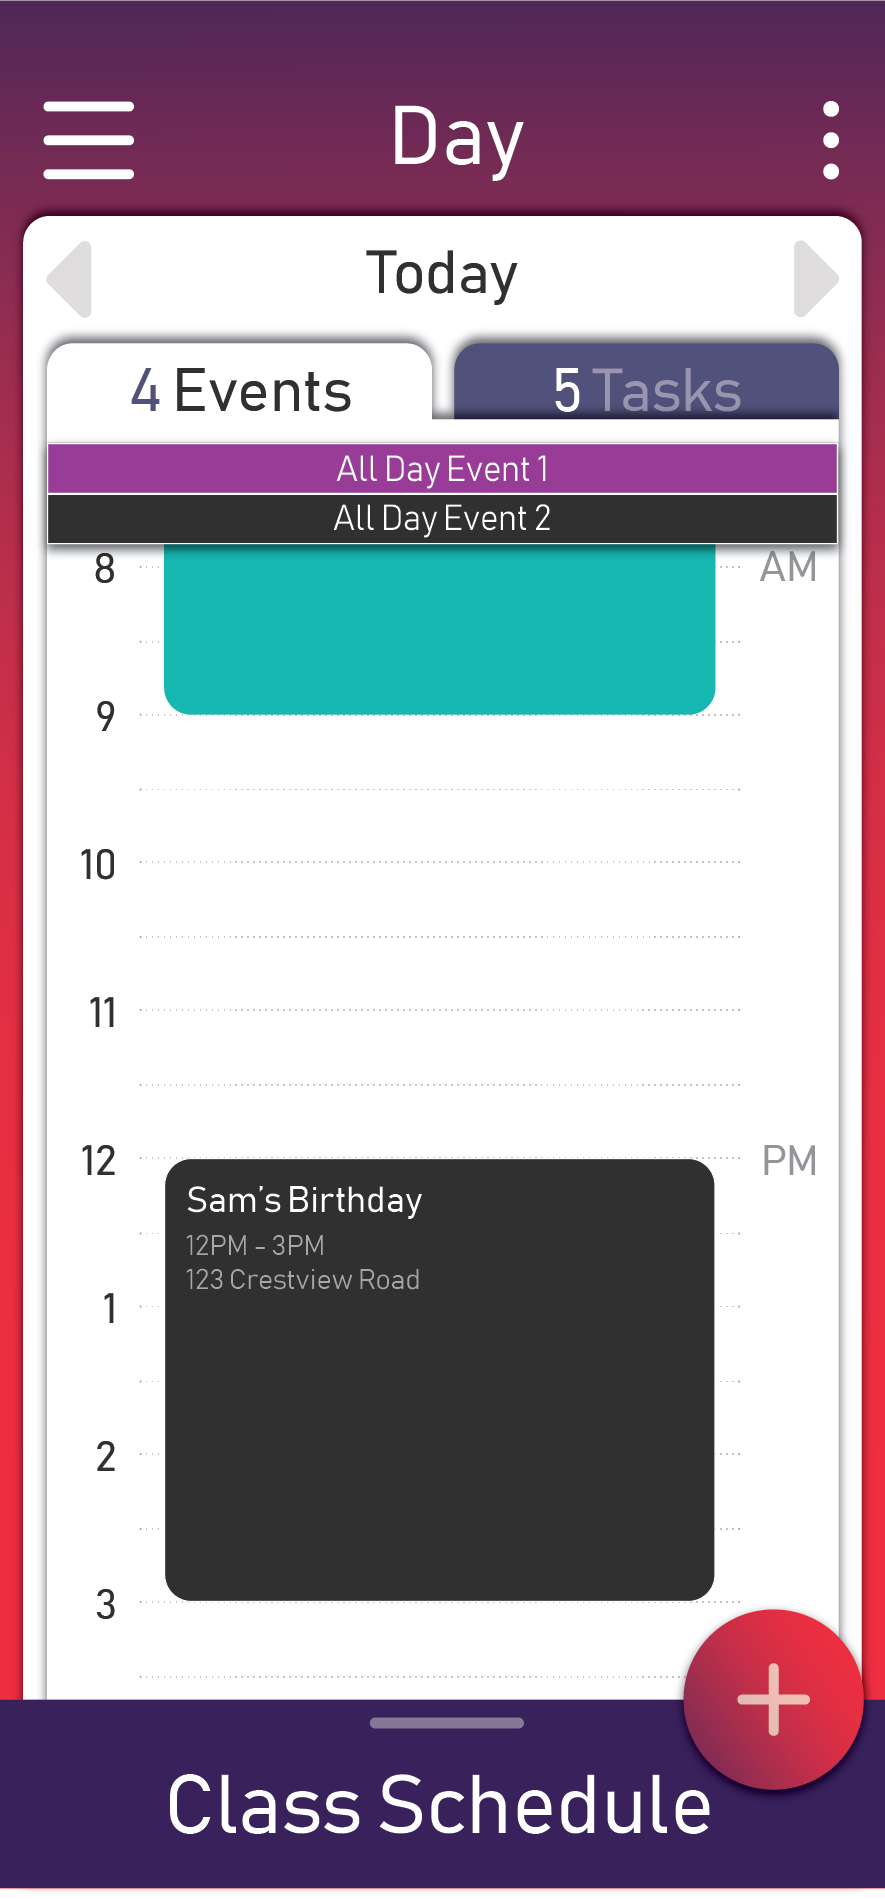 Day
Today
4 Events
5 Tasks
All Day Event 1
All Day Event 2
8 AM
9
10
11
12 PM
Sam's Birthday
12PM - 3PM
123 Crestview Road
1
2
3
Class Schedule